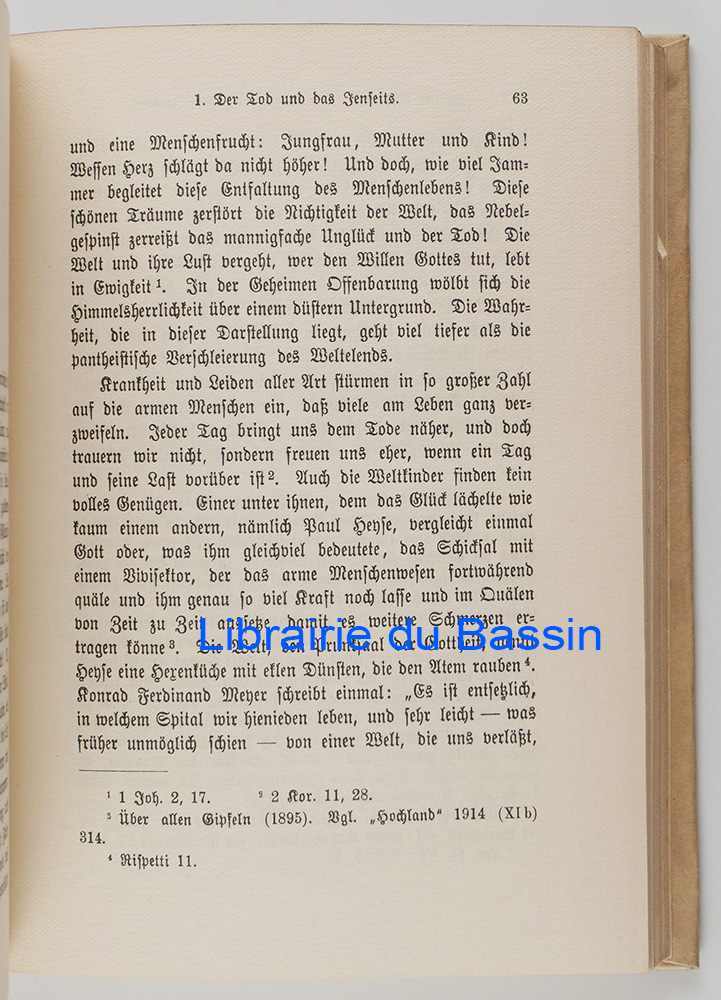 1. Der Tod und das Jenseits. 63
und eine Menschenfrucht: Jungfrau, Mutter und Kind!
Wessen Herz schlägt da nicht höher! Und doch, wie viel Jam-
mer begleitet diese Entfaltung des Menschenlebens! Diese
schönen Träume zerstört die Nichtigkeit der Welt, das Nebel-
gespinst zerreißt das mannigfache Unglück und der Tod! Die
Welt und ihre Lust vergeht, wer den Willen Gottes tut, lebt
in Ewigkeit¹. In der Geheimen Offenbarung wölbt sich die
Himmelsherrlichkeit über einem düstern Untergrund. Die Wahr-
heit, die in dieser Darstellung liegt, geht viel tiefer als die
pantheistische Verschleierung des Weltelends.
Krankheit und Leiden aller Art stürmen in so großer Zahl
auf die armen Menschen ein, daß viele am Leben ganz ver-
zweifeln. Jeder Tag bringt uns dem Tode näher, und doch
trauern wir nicht, sondern freuen uns eher, wenn ein Tag
und seine Last vorüber ist². Auch die Weltkinder finden kein
volles Genügen. Einer unter ihnen, dem das Glück lächelte wie
kaum einem andern, nämlich Paul Heyse, vergleicht einmal
Gott oder, was ihm gleichviel bedeutete, das Schicksal mit
einem Vivisektor, der das arme Menschenwesen fortwährend
quäle und ihm genau so viel Kraft noch lasse und im Quälen
von Zeit zu Zeit aussetze, damit es weitere Schmerzen er-
Librairie du Bassin
tragen könne³. Die Welt, den Prunksaal der Gottheit, nennt
Heyse eine Hexenküche mit eklen Dünsten, die den Atem rauben⁴.
Konrad Ferdinand Meyer schreibt einmal: „Es ist entsetzlich,
in welchem Spital wir hienieden leben, und sehr leicht — was
früher unmöglich schien — von einer Welt, die uns verläßt,
¹ 1 Joh. 2, 17. ² 2 Kor. 11, 28.
³ Über allen Gipfeln (1895). Vgl. „Hochland" 1914 (XI b)
314.
⁴ Rispetti 11.